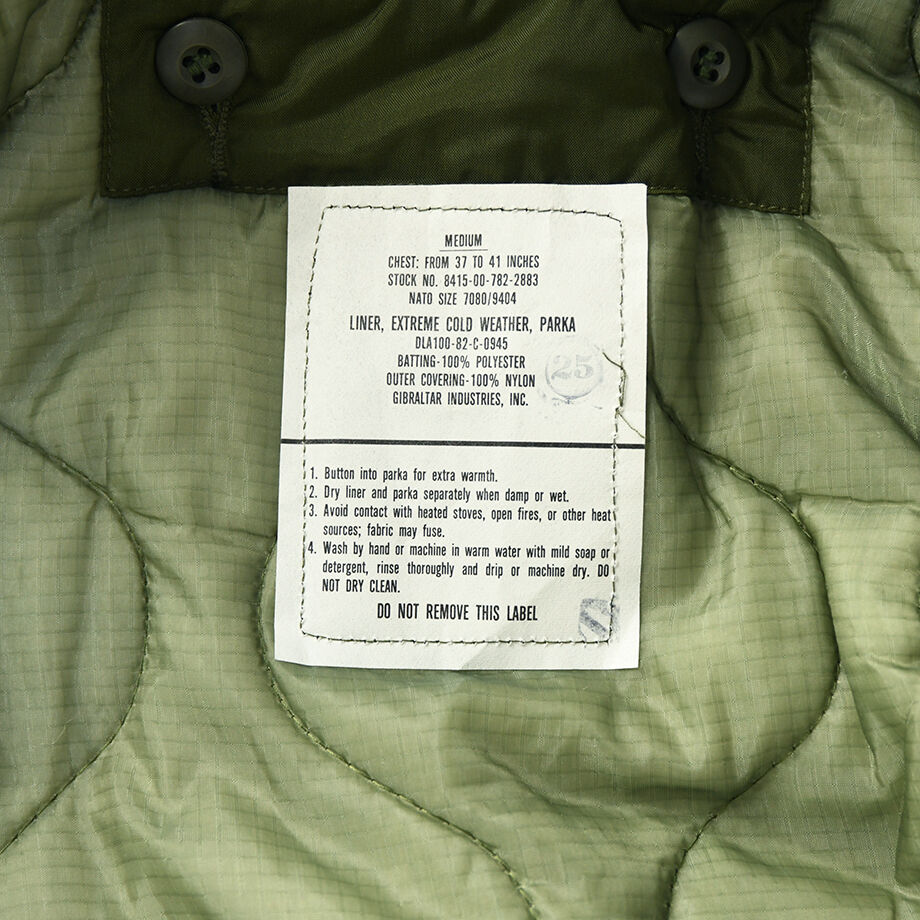 MEDIUM
CHEST: FROM 37 TO 41 INCHES
STOCK NO. 8415-00-782-2883
NATO SIZE 7080/9404
LINER, EXTREME COLD WEATHER, PARKA
DLA100-82-C-0945
BATTING-100% POLYESTER
OUTER COVERING-100% NYLON
GIBRALTAR INDUSTRIES, INC.
25
1. Button into parka for extra warmth.
2. Dry liner and parka separately when damp or wet.
3. Avoid contact with heated stoves, open fires, or other heat
sources; fabric may fuse.
4. Wash by hand or machine in warm water with mild soap or
detergent, rinse thoroughly and drip or machine dry. DO
NOT DRY CLEAN.
DO NOT REMOVE THIS LABEL